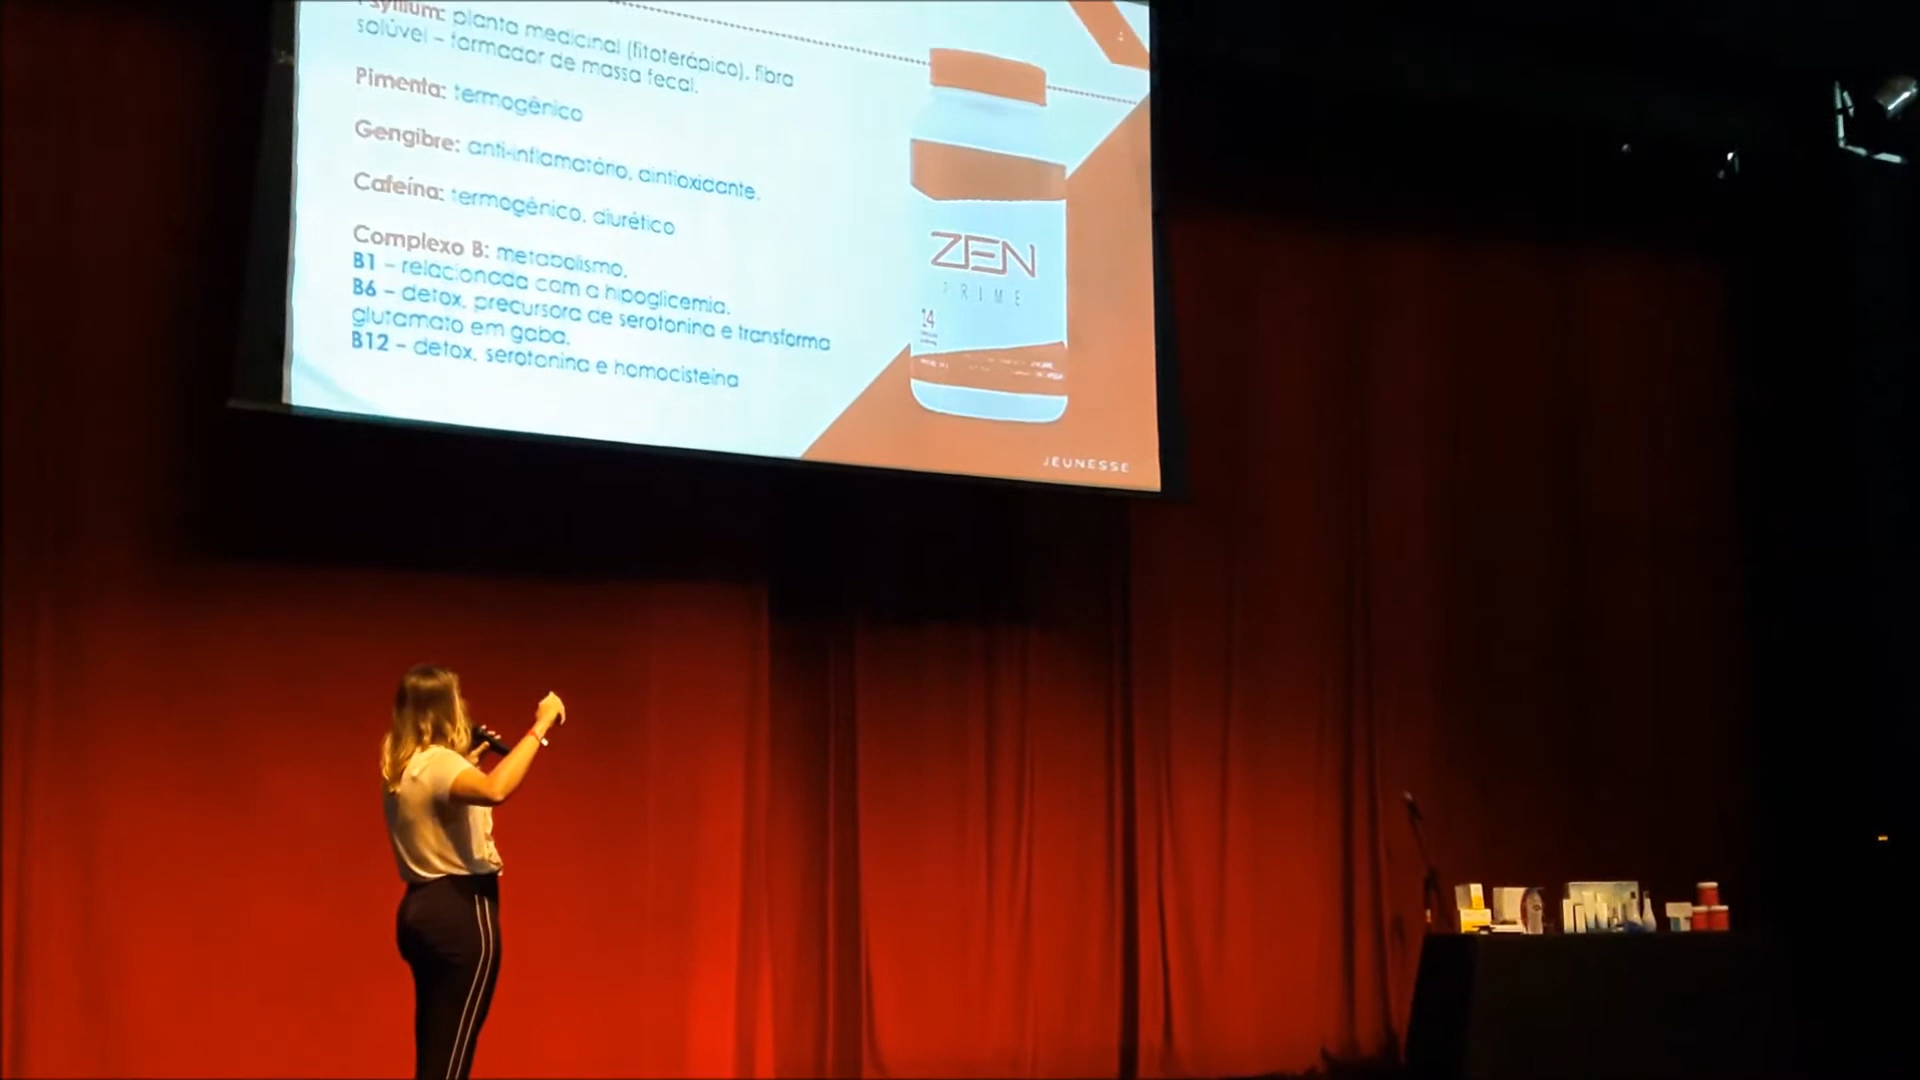 Psyllium: planta medicinal (fitoterápico), fibra
solúvel – formador de massa fecal.
Pimenta: termogênico
Gengibre: anti-inflamatório, aintioxidante.
Cafeína: termogênico, diurético
Complexo B: metabolismo.
B1 – relacionada com a hipoglicemia.
B6 – detox, precursora de serotonina e transforma
glutamato em gaba.
B12 – detox, serotonina e homocisteína
ZEN
PRIME
14
JEUNESSE